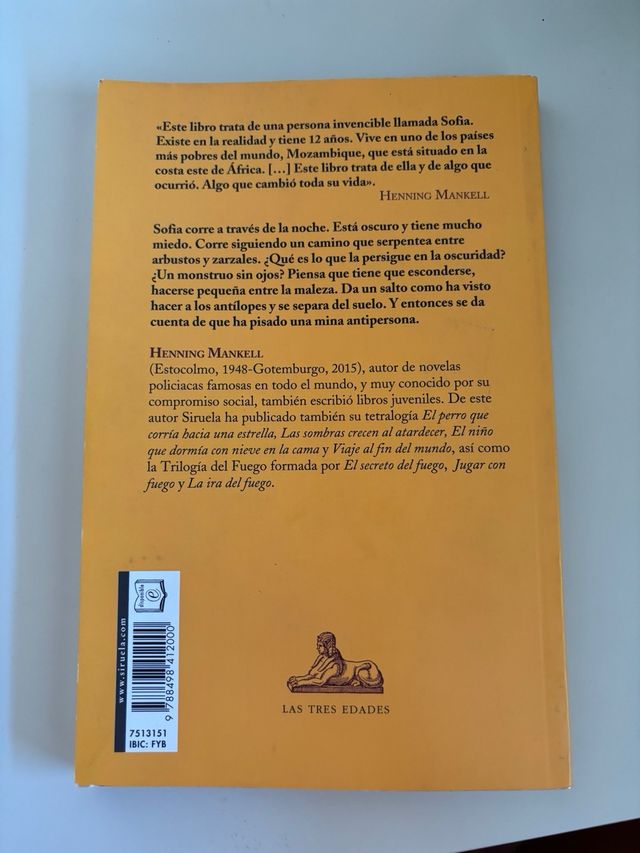 «Este libro trata de una persona invencible llamada Sofia.
Existe en la realidad y tiene 12 años. Vive en uno de los países
más pobres del mundo, Mozambique, que está situado en la
costa este de África. […] Este libro trata de ella y de algo que
ocurrió. Algo que cambió toda su vida».
HENNING MANKELL
Sofia corre a través de la noche. Está oscuro y tiene mucho
miedo. Corre siguiendo un camino que serpentea entre
arbustos y zarzales. ¿Qué es lo que la persigue en la oscuridad?
¿Un monstruo sin ojos? Piensa que tiene que esconderse,
hacerse pequeña entre la maleza. Da un salto como ha visto
hacer a los antílopes y se separa del suelo. Y entonces se da
cuenta de que ha pisado una mina antipersona.
HENNING MANKELL
(Estocolmo, 1948-Gotemburgo, 2015), autor de novelas
policiacas famosas en todo el mundo, y muy conocido por su
compromiso social, también escribió libros juveniles. De este
autor Siruela ha publicado también su tetralogía El perro que
corría hacia una estrella, Las sombras crecen al atardecer, El niño
que dormía con nieve en la cama y Viaje al fin del mundo, así como
la Trilogía del Fuego formada por El secreto del fuego, Jugar con
fuego y La ira del fuego.
www.siruela.com
disponible
e
9 788498 412000
7513151
IBIC: FYB
LAS TRES EDADES